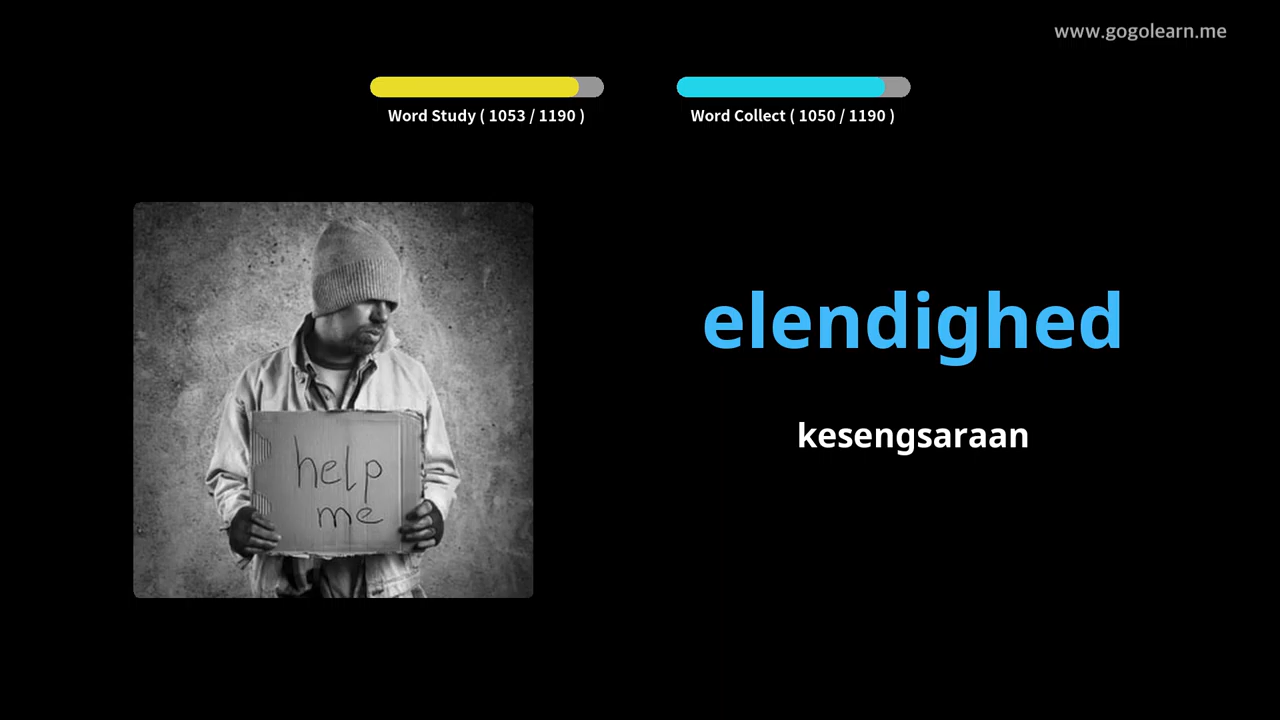 www.gogolearn.me
Word Study ( 1053 / 1190 )
Word Collect ( 1050 / 1190 )
help
me
elendighed
kesengsaraan